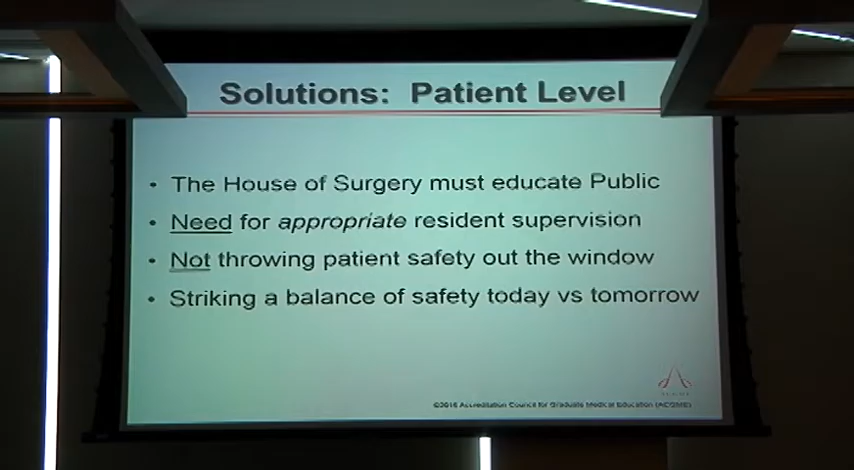 Solutions: Patient Level
• The House of Surgery must educate Public
• Need for appropriate resident supervision
• Not throwing patient safety out the window
• Striking a balance of safety today vs tomorrow
©2016 Accreditation Council for Graduate Medical Education (ACGME)